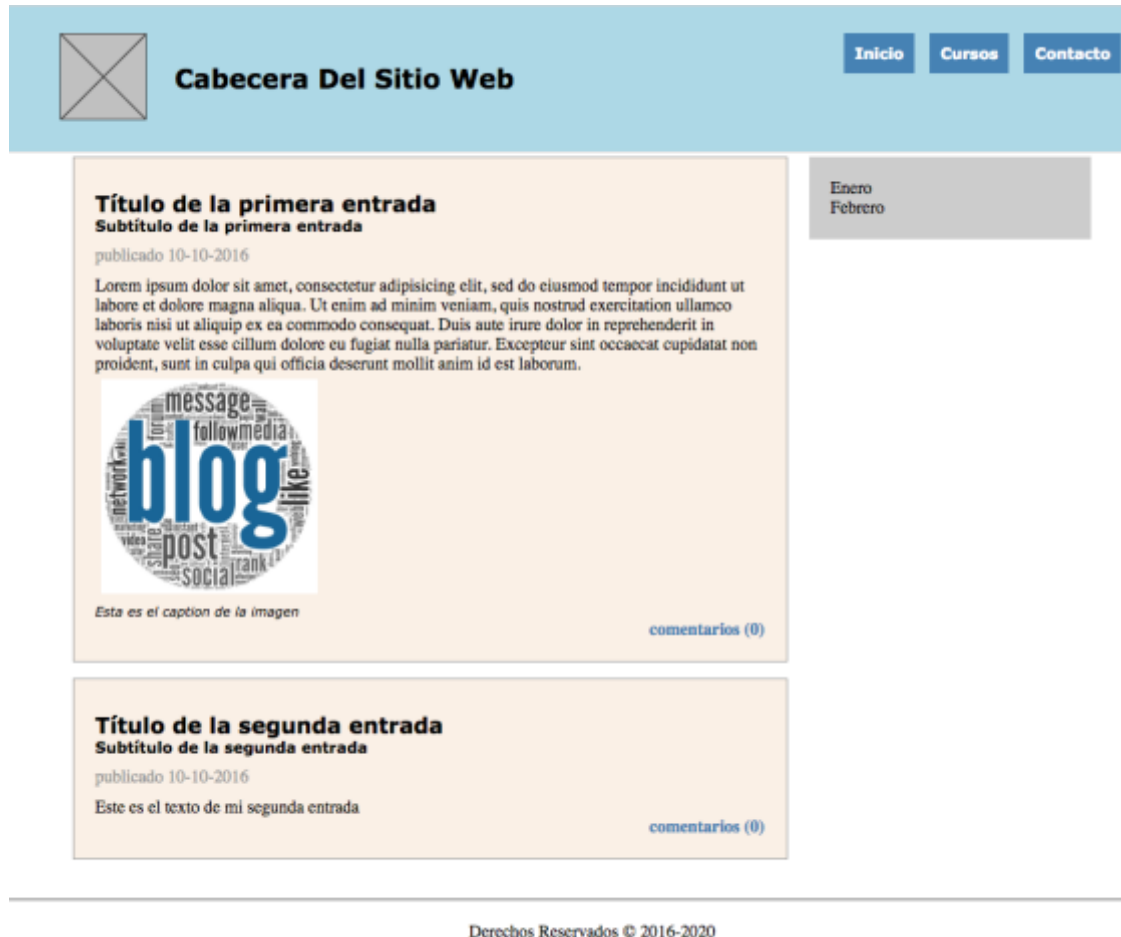 Cabecera Del Sitio Web
Inicio
Cursos
Contacto
Título de la primera entrada
Subtítulo de la primera entrada
publicado 10-10-2016
Lorem ipsum dolor sit amet, consectetur adipisicing elit, sed do eiusmod tempor incididunt ut
labore et dolore magna aliqua. Ut enim ad minim veniam, quis nostrud exercitation ullamco
laboris nisi ut aliquip ex ea commodo consequat. Duis aute irure dolor in reprehenderit in
voluptate velit esse cillum dolore eu fugiat nulla pariatur. Excepteur sint occaecat cupidatat non
proident, sunt in culpa qui officia deserunt mollit anim id est laborum.
message
forum
wall
followmedia
network
blog
like
video
share
post
rank
social
Esta es el caption de la imagen
comentarios (0)
Título de la segunda entrada
Subtítulo de la segunda entrada
publicado 10-10-2016
Este es el texto de mi segunda entrada
comentarios (0)
Enero
Febrero
Derechos Reservados © 2016-2020